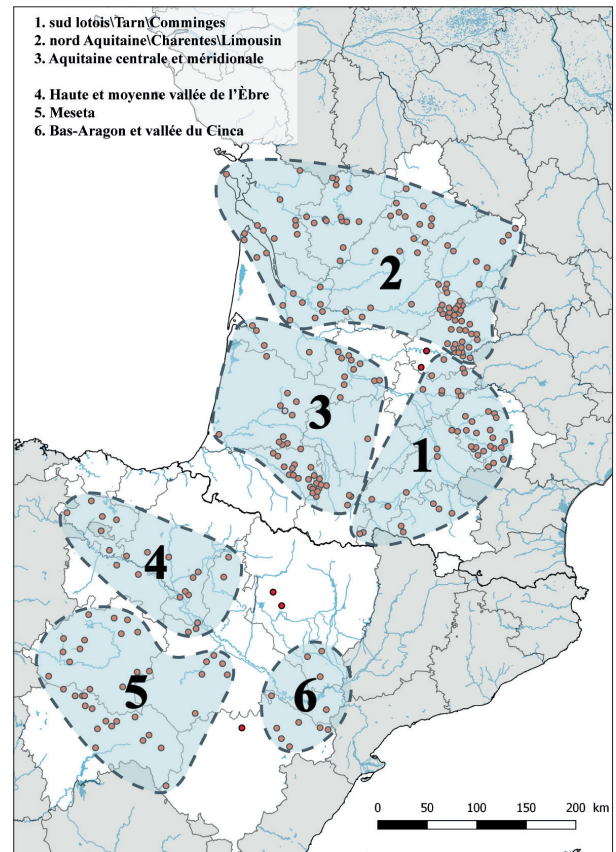 1. sud lotois\Tarn\Comminges
2. nord Aquitaine\Charentes\Limousin
3. Aquitaine centrale et méridionale
4. Haute et moyenne vallée de l'Èbre
5. Meseta
6. Bas-Aragon et vallée du Cinca
2
3
1
4
5
6
0 50 100 150 200 km